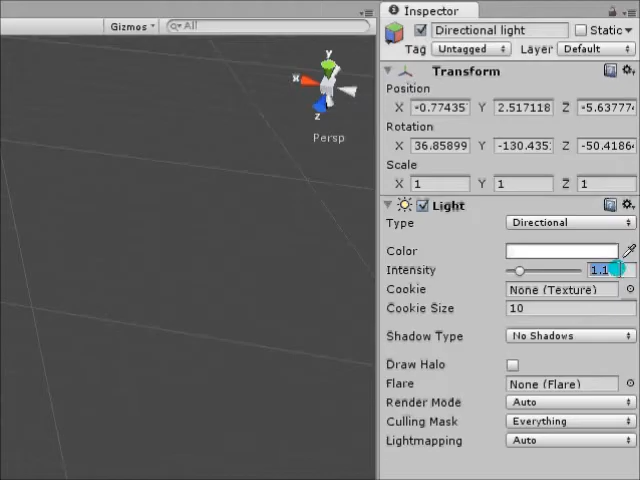 Inspector
Gizmos All
Directional light Static
Tag Untagged Layer Default
Transform
Position
X -0.77435 Y 2.517118 Z -5.63777
Rotation
X 36.85899 Y -130.435 Z -50.4186
Scale
X 1 Y 1 Z 1
Light
Type Directional
Color
Intensity 1.1
Cookie None (Texture)
Cookie Size 10
Shadow Type No Shadows
Draw Halo
Flare None (Flare)
Render Mode Auto
Culling Mask Everything
Lightmapping Auto
y
x
z
Persp